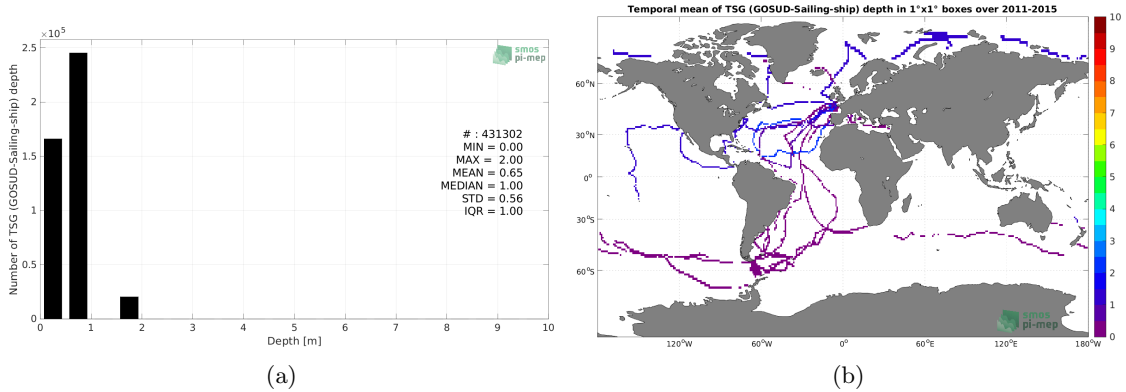 ×10⁵
2.5
2
1.5
1
0.5
0
0 1 2 3 4 5 6 7 8 9 10
Depth [m]
Number of TSG (GOSUD-Sailing-ship) depth
smos
pi-mep
# : 431302
MIN = 0.00
MAX = 2.00
MEAN = 0.65
MEDIAN = 1.00
STD = 0.56
IQR = 1.00
(a)
Temporal mean of TSG (GOSUD-Sailing-ship) depth in 1°x1° boxes over 2011-2015
60°N
30°N
0°
30°S
60°S
120°W 60°W 0° 60°E 120°E 180°W
smos
pi-mep
10
9
8
7
6
5
4
3
2
1
0
(b)